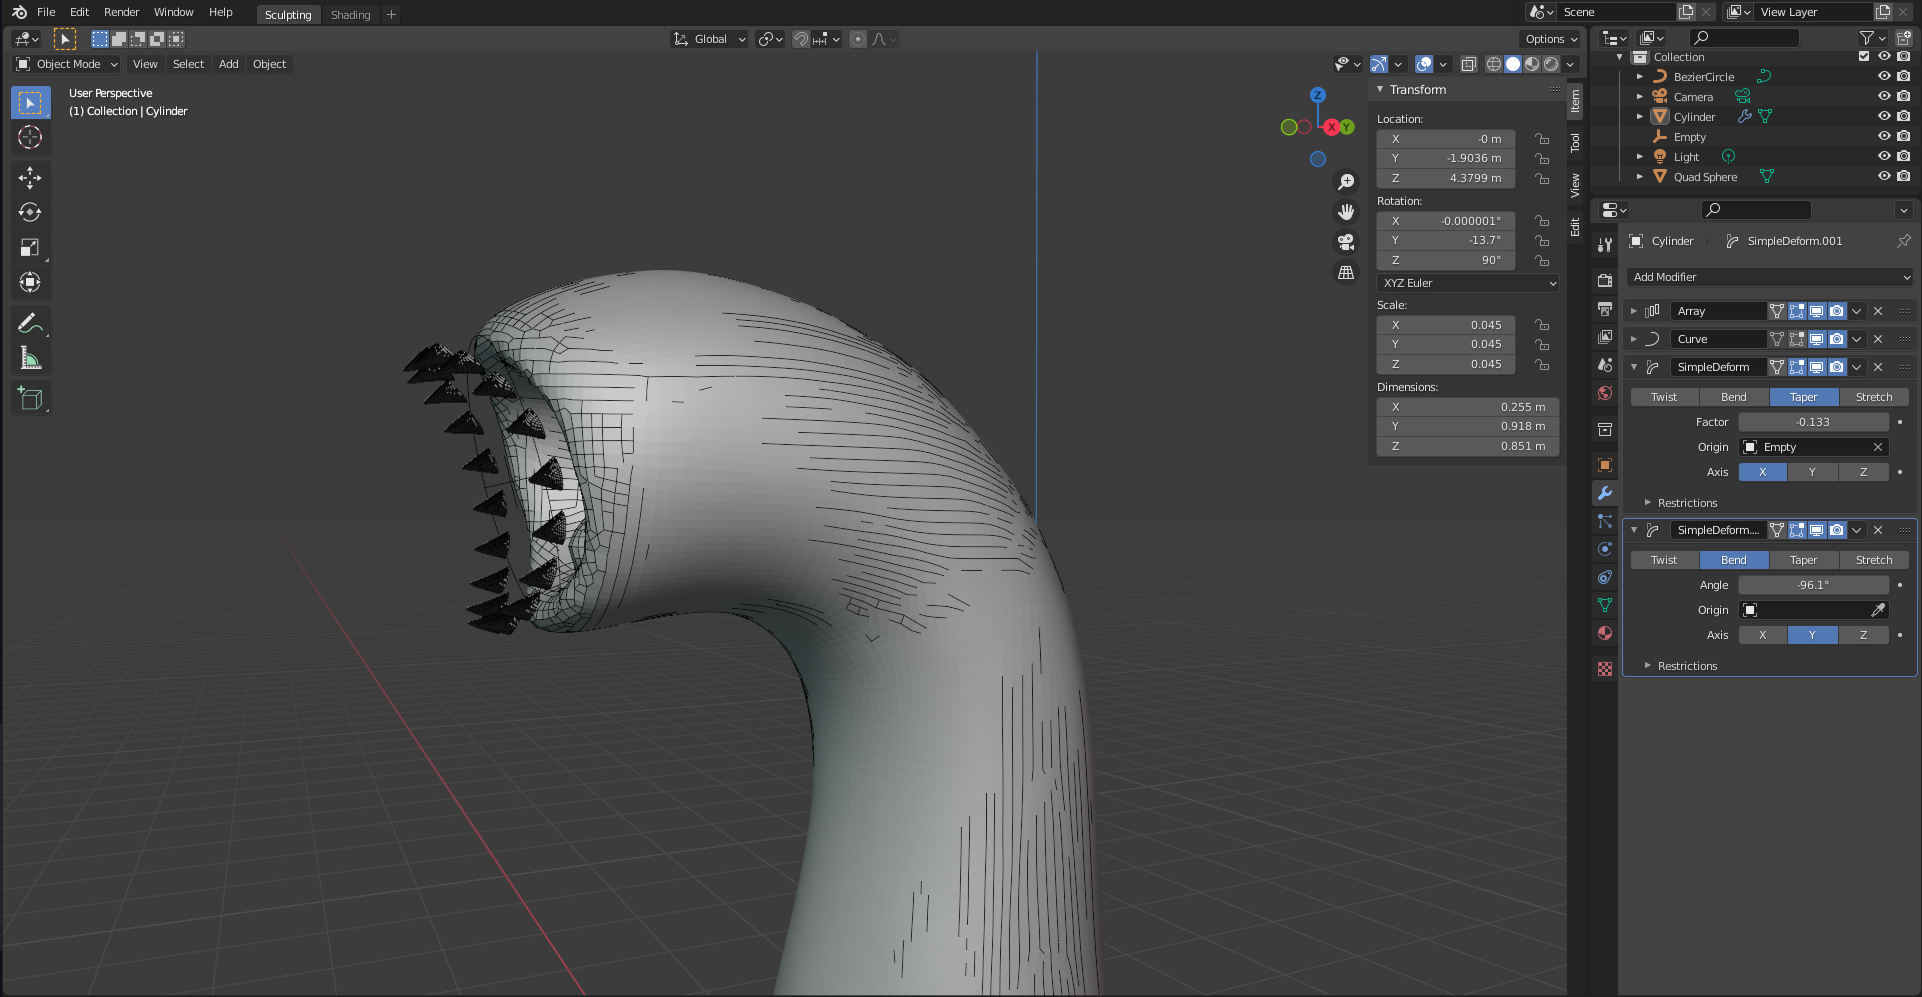 File Edit Render Window Help Sculpting Shading + Scene View Layer
Global Options
Object Mode View Select Add Object
User Perspective
(1) Collection | Cylinder
Z
X Y
Transform
Location:
X -0 m
Y -1.9036 m
Z 4.3799 m
Rotation:
X -0.000001°
Y -13.7°
Z 90°
XYZ Euler
Scale:
X 0.045
Y 0.045
Z 0.045
Dimensions:
X 0.255 m
Y 0.918 m
Z 0.851 m
Item
Tool
View
Edit
Collection
BezierCircle
Camera
Cylinder
Empty
Light
Quad Sphere
Cylinder SimpleDeform.001
Add Modifier
Array
Curve
SimpleDeform
Twist Bend Taper Stretch
Factor -0.133
Origin Empty
Axis X Y Z
Restrictions
SimpleDeform....
Twist Bend Taper Stretch
Angle -96.1°
Origin
Axis X Y Z
Restrictions